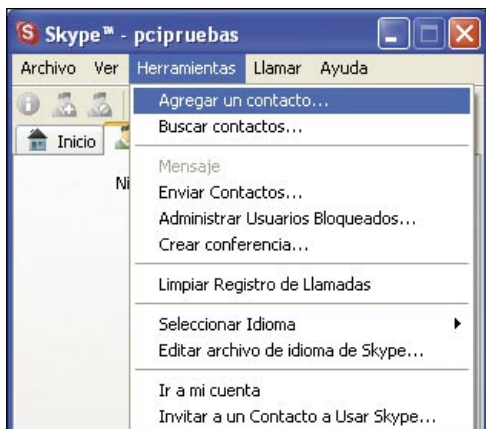 Skype™ - pcipruebas
Archivo Ver Herramientas Llamar Ayuda
Agregar un contacto...
Buscar contactos...
Inicio
Mensaje
Ni
Enviar Contactos...
Administrar Usuarios Bloqueados...
Crear conferencia...
Limpiar Registro de Llamadas
Seleccionar Idioma
Editar archivo de idioma de Skype...
Ir a mi cuenta
Invitar a un Contacto a Usar Skype...